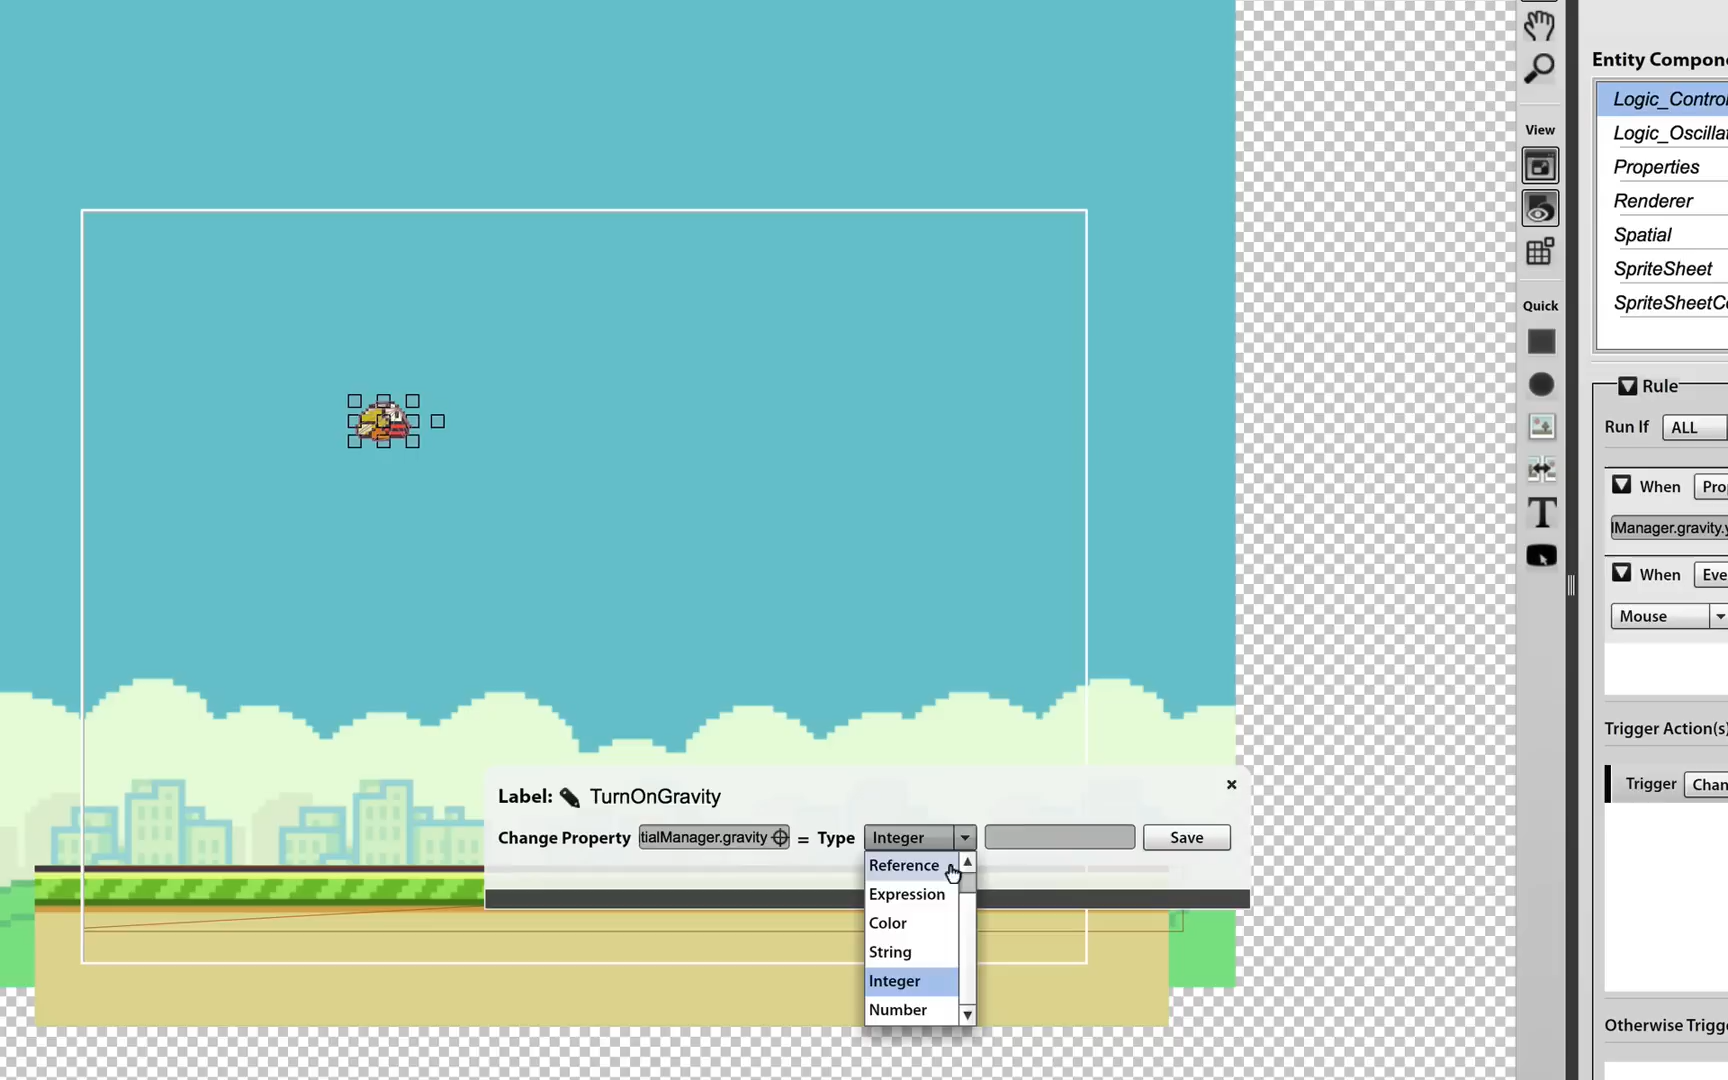 Entity Compon
Logic_Contro
Logic_Oscilla
Properties
Renderer
Spatial
SpriteSheet
SpriteSheetC
View
Quick
T
Rule
Run If ALL
When Pro
lManager.gravity.y
When Eve
Mouse
Trigger Action(s)
Trigger Chan
Otherwise Trigg
Label: TurnOnGravity
Change Property tialManager.gravity = Type Integer Save
Reference
Expression
Color
String
Integer
Number